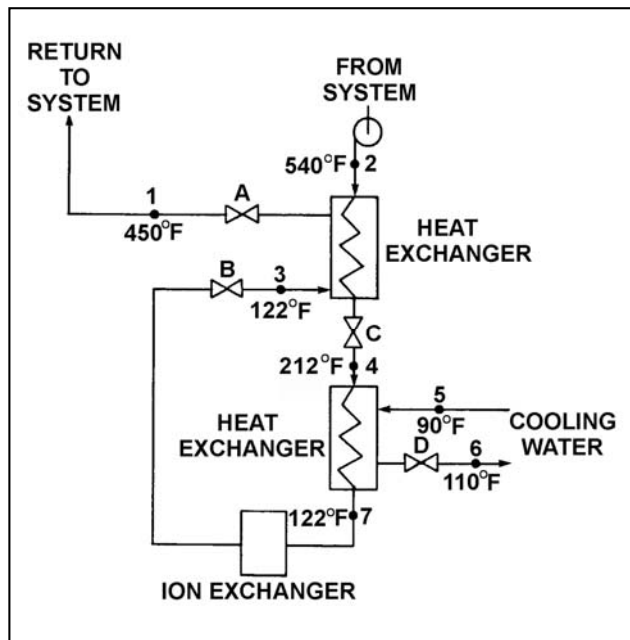 RETURN
TO
SYSTEM
FROM
SYSTEM
540°F 2
1
A
450°F
HEAT
EXCHANGER
B
3
122°F
C
212°F 4
HEAT
EXCHANGER
5
90°F
COOLING
WATER
D
6
110°F
122°F 7
ION EXCHANGER